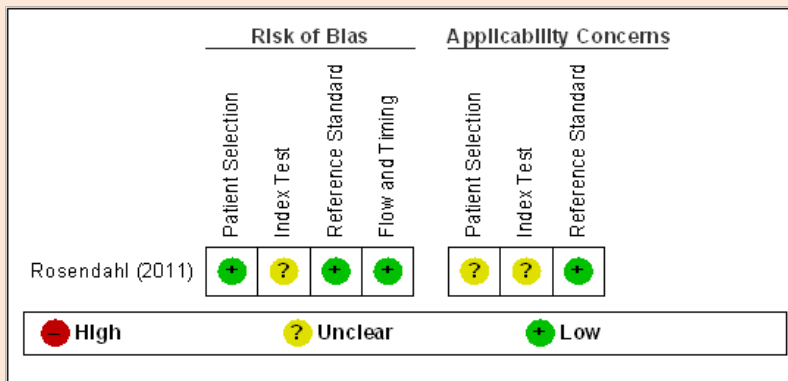 Risk of Bias Applicability Concerns
Patient Selection
Index Test
Reference Standard
Flow and Timing
Patient Selection
Index Test
Reference Standard
Rosendahl (2011) + ? + + ? ? +
– High ? Unclear + Low